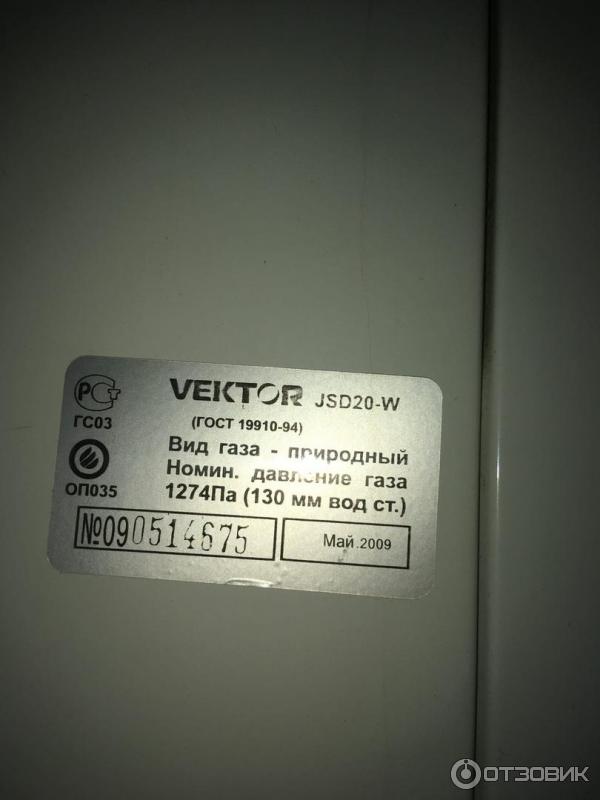 РСТ
ГС03
ОП035
VEKTOR JSD20-W
(ГОСТ 19910-94)
Вид газа - природный
Номин. давление газа
1274Па (130 мм вод ст.)
№090514675
Май.2009
ОТЗОВИК